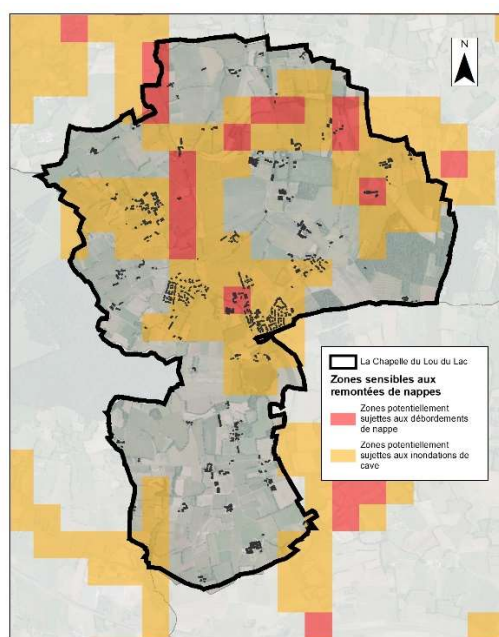 N
La Chapelle du Lou du Lac
Zones sensibles aux
remontées de nappes
Zones potentiellement
sujettes aux débordements
de nappe
Zones potentiellement
sujettes aux inondations de
cave